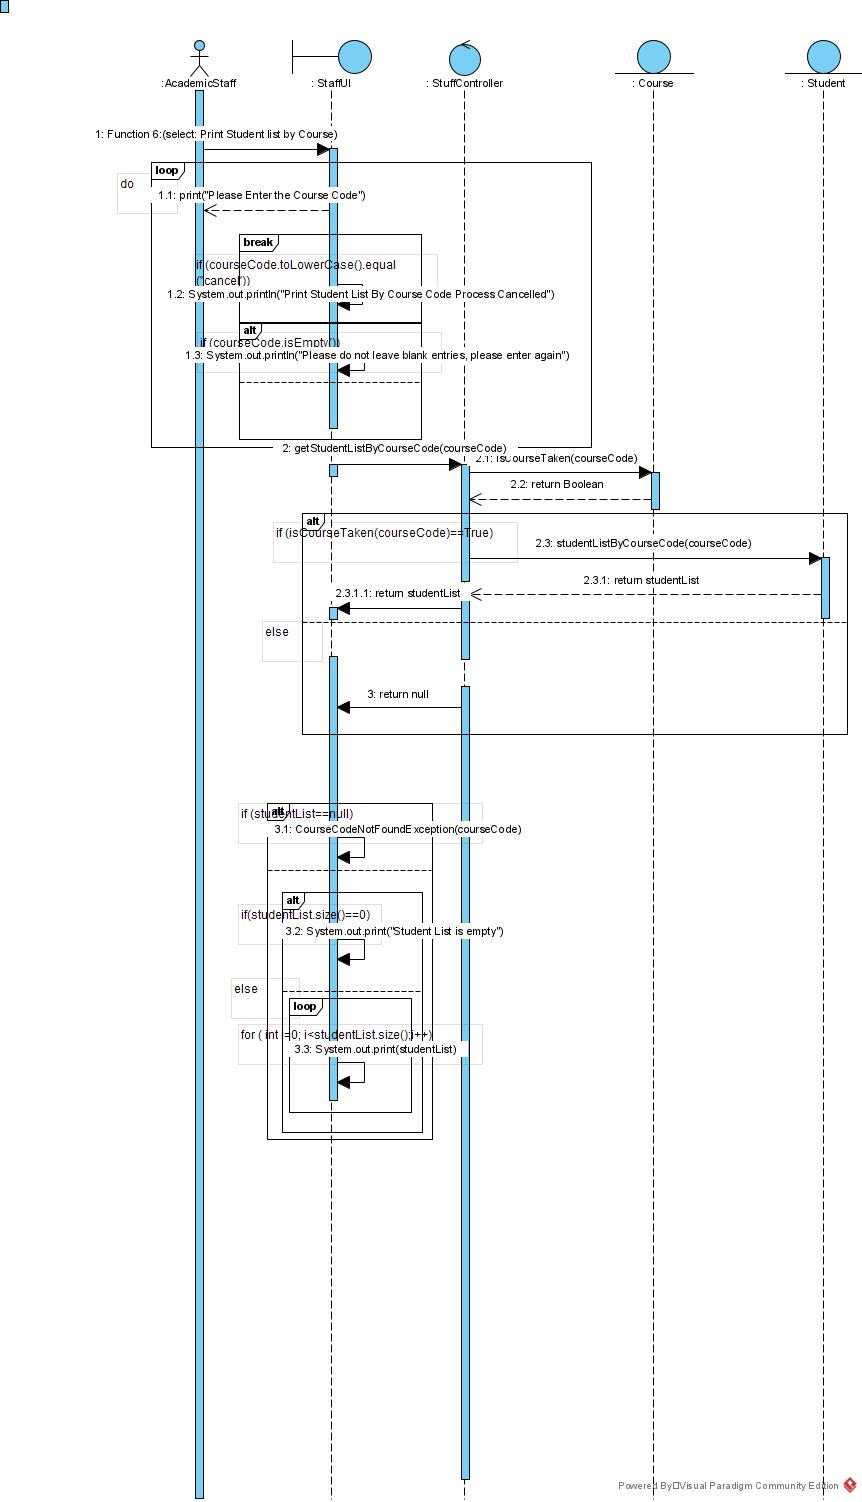 :AcademicStaff
: StaffUI
: StuffController
: Course
: Student
1: Function 6:(select: Print Student list by Course)
loop
do
1.1: print("Please Enter the Course Code")
break
if (courseCode.toLowerCase().equal
("cancel"))
1.2: System.out.println("Print Student List By Course Code Process Cancelled")
alt
if (courseCode.isEmpty())
1.3: System.out.println("Please do not leave blank entries, please enter again")
2: getStudentListByCourseCode(courseCode)
2.1: isCourseTaken(courseCode)
2.2: return Boolean
alt
if (isCourseTaken(courseCode)==True)
2.3: studentListByCourseCode(courseCode)
2.3.1: return studentList
2.3.1.1: return studentList
else
3: return null
alt
if (studentList==null)
3.1: CourseCodeNotFoundException(courseCode)
alt
if(studentList.size()==0)
3.2: System.out.print("Student List is empty")
else
loop
for ( int i=0; i<studentList.size();i++)
3.3: System.out.print(studentList)
Powered By Visual Paradigm Community Edition